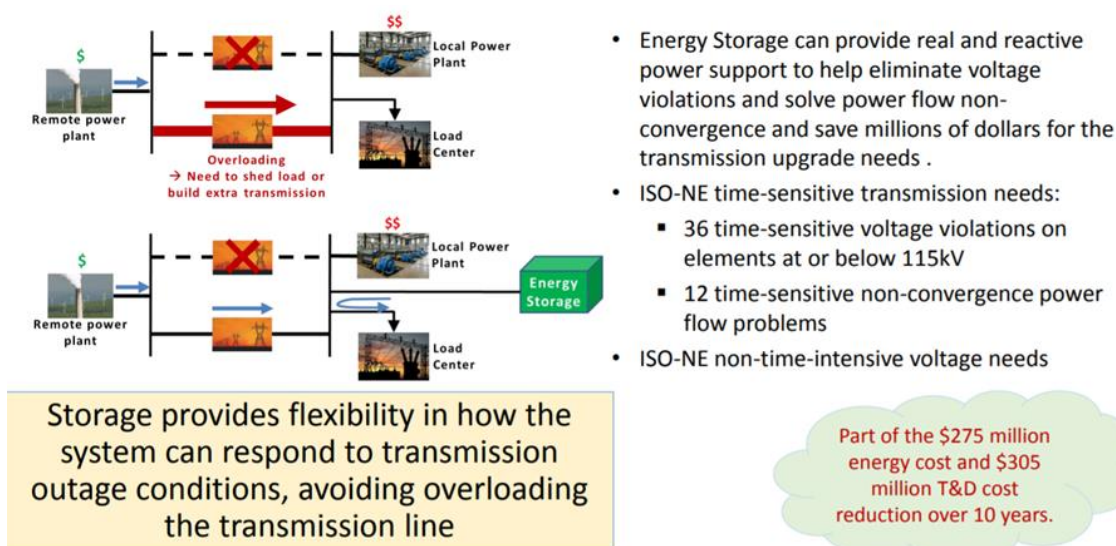 $
Remote power
plant
$$
Local Power
Plant
Load
Center
Overloading
→ Need to shed load or
build extra transmission
$
Remote power
plant
$$
Local Power
Plant
Energy
Storage
Load
Center
Storage provides flexibility in how the
system can respond to transmission
outage conditions, avoiding overloading
the transmission line
• Energy Storage can provide real and reactive
power support to help eliminate voltage
violations and solve power flow non-
convergence and save millions of dollars for the
transmission upgrade needs .
• ISO-NE time-sensitive transmission needs:
▪ 36 time-sensitive voltage violations on
elements at or below 115kV
▪ 12 time-sensitive non-convergence power
flow problems
• ISO-NE non-time-intensive voltage needs
Part of the $275 million
energy cost and $305
million T&D cost
reduction over 10 years.